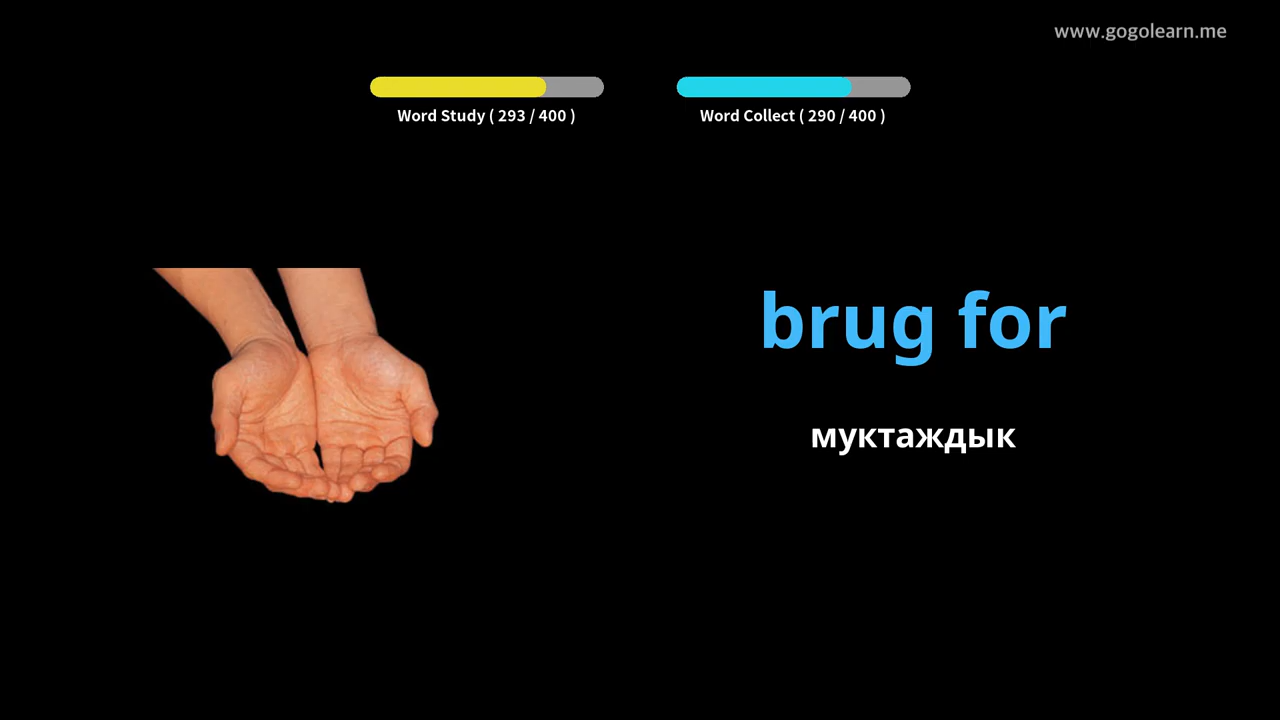 www.gogolearn.me
Word Study ( 293 / 400 )
Word Collect ( 290 / 400 )
brug for
муктаждык